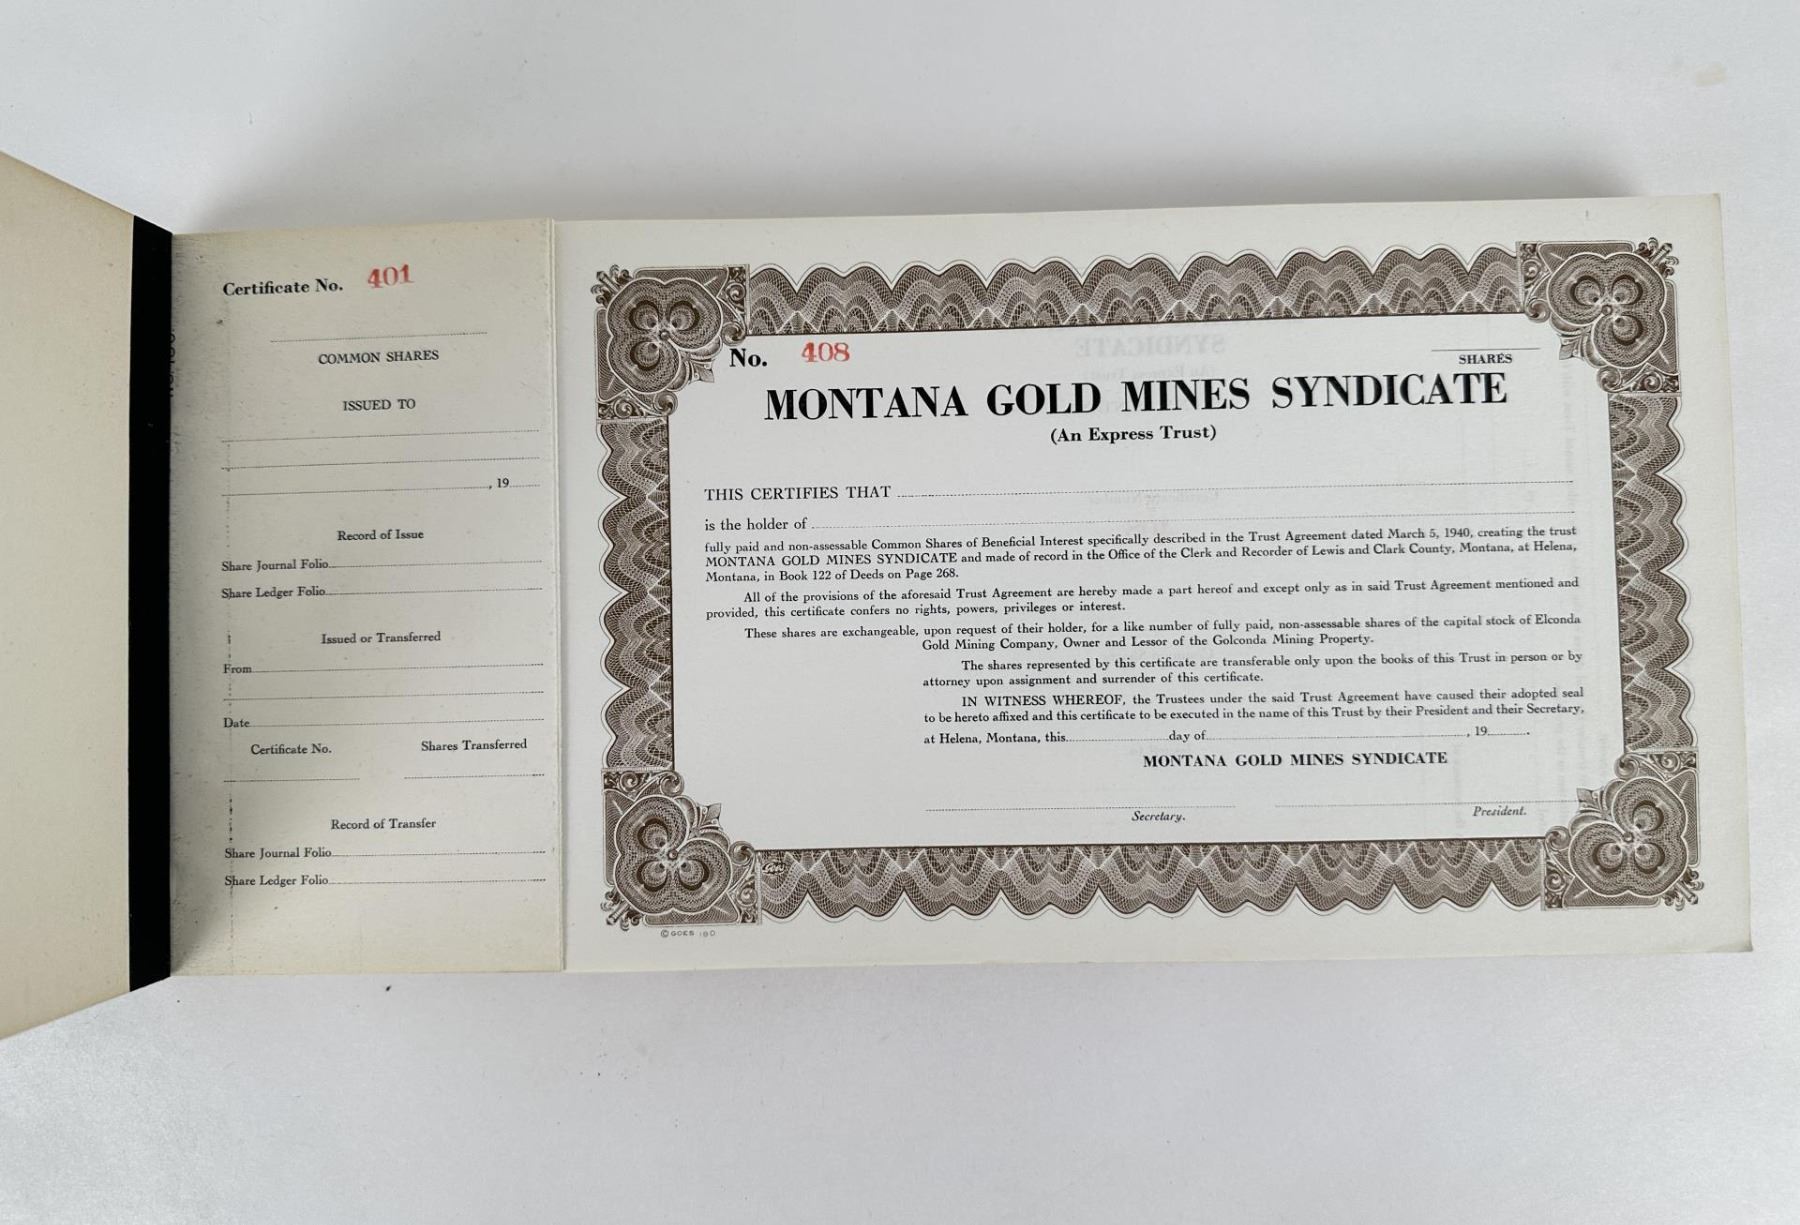 Certificate No. 401
COMMON SHARES
ISSUED TO
, 19
Record of Issue
Share Journal Folio
Share Ledger Folio
Issued or Transferred
From
Date
Certificate No. Shares Transferred
Record of Transfer
Share Journal Folio
Share Ledger Folio
No. 408
SHARES
MONTANA GOLD MINES SYNDICATE
(An Express Trust)
THIS CERTIFIES THAT
is the holder of
fully paid and non-assessable Common Shares of Beneficial Interest specifically described in the Trust Agreement dated March 5, 1940, creating the trust
MONTANA GOLD MINES SYNDICATE and made of record in the Office of the Clerk and Recorder of Lewis and Clark County, Montana, at Helena,
Montana, in Book 122 of Deeds on Page 268.
All of the provisions of the aforesaid Trust Agreement are hereby made a part hereof and except only as in said Trust Agreement mentioned and
provided, this certificate confers no rights, powers, privileges or interest.
These shares are exchangeable, upon request of their holder, for a like number of fully paid, non-assessable shares of the capital stock of Elconda
Gold Mining Company, Owner and Lessor of the Golconda Mining Property.
The shares represented by this certificate are transferable only upon the books of this Trust in person or by
attorney upon assignment and surrender of this certificate.
IN WITNESS WHEREOF, the Trustees under the said Trust Agreement have caused their adopted seal
to be hereto affixed and this certificate to be executed in the name of this Trust by their President and their Secretary,
at Helena, Montana, this day of , 19 .
MONTANA GOLD MINES SYNDICATE
Secretary. President.
© GOES